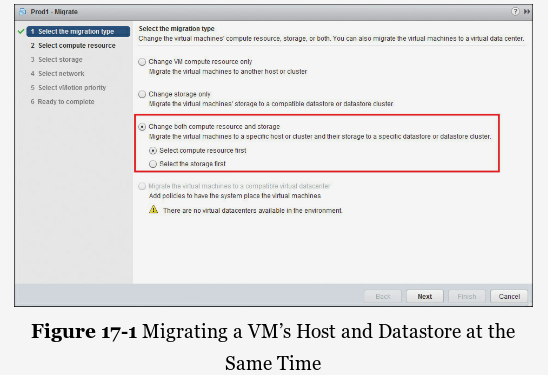 Prod1 - Migrate
1 Select the migration type
2 Select compute resource
3 Select storage
4 Select network
5 Select vMotion priority
6 Ready to complete
Select the migration type
Change the virtual machines' compute resource, storage, or both. You can also migrate the virtual machines to a virtual data center.
Change VM compute resource only
Migrate the virtual machines to another host or cluster
Change storage only
Migrate the virtual machines' storage to a compatible datastore or datastore cluster
Change both compute resource and storage
Migrate the virtual machines to a specific host or cluster and their storage to a specific datastore or datastore cluster.
Select compute resource first
Select the storage first
Migrate the virtual machines to a compatible virtual datacenter
Add policies to have the system place the virtual machines
There are no virtual datacenters available in the environment.
Back Next Finish Cancel
Figure 17-1 Migrating a VM’s Host and Datastore at the
Same Time